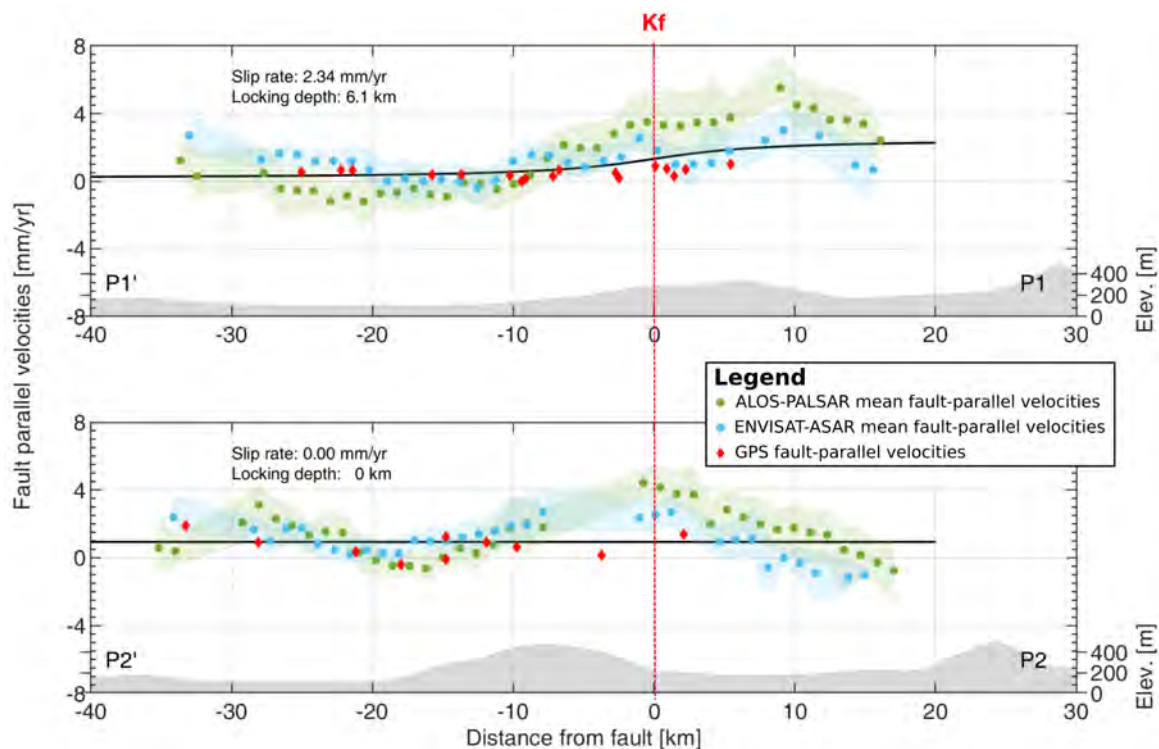 Kf
Fault parallel velocities [mm/yr]
8
4
0
-4
-8
Slip rate: 2.34 mm/yr
Locking depth: 6.1 km
P1'
P1
400
200
0
Elev. [m]
-40 -30 -20 -10 0 10 20 30
Legend
ALOS-PALSAR mean fault-parallel velocities
ENVISAT-ASAR mean fault-parallel velocities
GPS fault-parallel velocities
8
4
0
-4
-8
Slip rate: 0.00 mm/yr
Locking depth: 0 km
P2'
P2
400
200
0
Elev. [m]
-40 -30 -20 -10 0 10 20 30
Distance from fault [km]